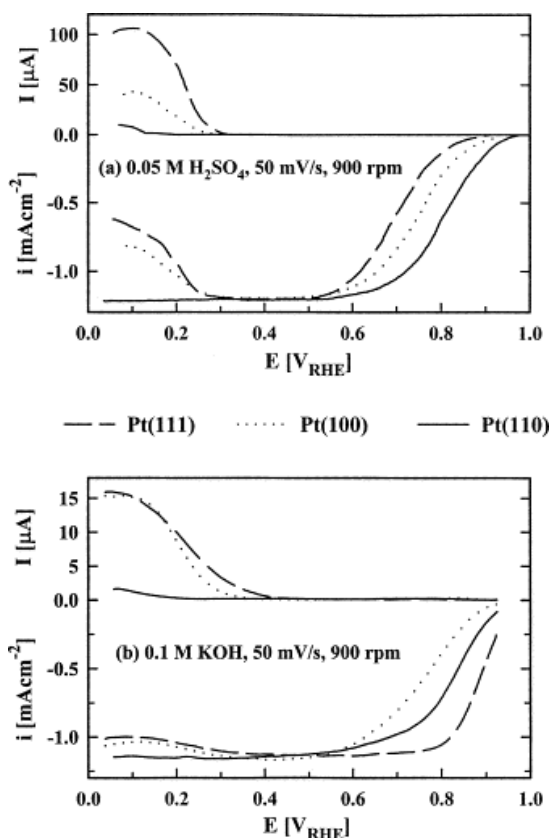 100
50
0.0
I [µA]
(a) 0.05 M H₂SO₄, 50 mV/s, 900 rpm
-0.5
-1.0
i [mAcm⁻²]
0.0 0.2 0.4 0.6 0.8 1.0
E [V_RHE]
Pt(111) Pt(100) Pt(110)
15
10
5
0.0
I [µA]
(b) 0.1 M KOH, 50 mV/s, 900 rpm
-0.5
-1.0
i [mAcm⁻²]
0.0 0.2 0.4 0.6 0.8 1.0
E [V_RHE]